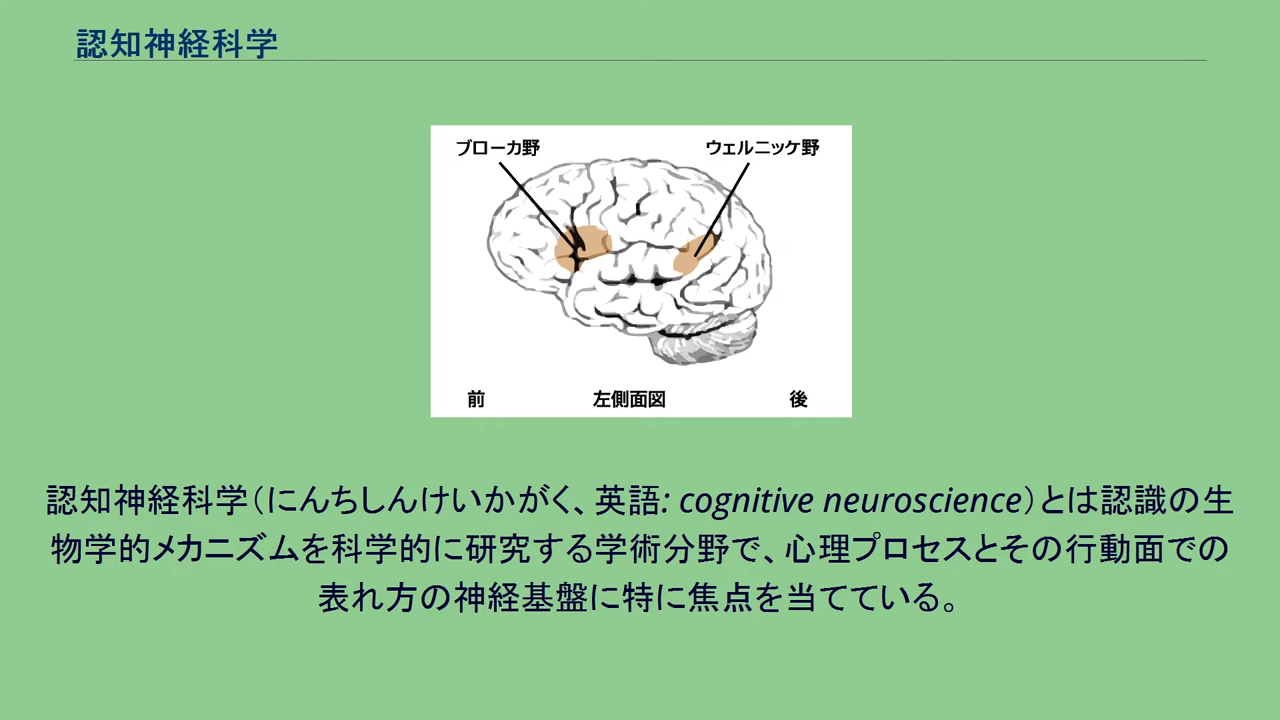 認知神経科学
ブローカ野 ウェルニッケ野
前 左側面図 後
認知神経科学（にんちしんけいかがく、英語: cognitive neuroscience）とは認識の生
物学的メカニズムを科学的に研究する学術分野で、心理プロセスとその行動面での
表れ方の神経基盤に特に焦点を当てている。